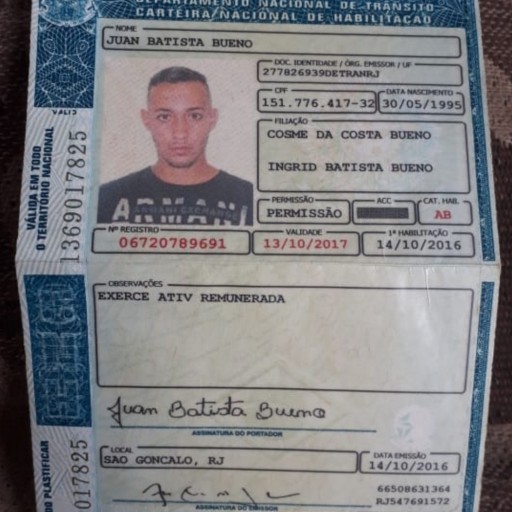 DEPARTAMENTO NACIONAL DE TRÂNSITO
CARTEIRA NACIONAL DE HABILITAÇÃO
NOME
JUAN BATISTA BUENO
DOC. IDENTIDADE / ÓRG. EMISSOR / UF
277826939DETRANRJ
CPF
151.776.417-32
DATA NASCIMENTO
30/05/1995
FILIAÇÃO
COSME DA COSTA BUENO
INGRID BATISTA BUENO
PERMISSÃO
PERMISSÃO
ACC
CAT. HAB.
AB
Nº REGISTRO
06720789691
VALIDADE
13/10/2017
1ª HABILITAÇÃO
14/10/2016
VÁLIDA EM TODO
O TERRITÓRIO NACIONAL
1369017825
ARMANI
ARMANI EXCHANGE
OBSERVAÇÕES
EXERCE ATIV REMUNERADA
Juan Batista Bueno
ASSINATURA DO PORTADOR
LOCAL
SAO GONCALO, RJ
DATA EMISSÃO
14/10/2016
66508631364
RJ547691572
ASSINATURA DO EMISSOR
PLASTIFICAR
017825